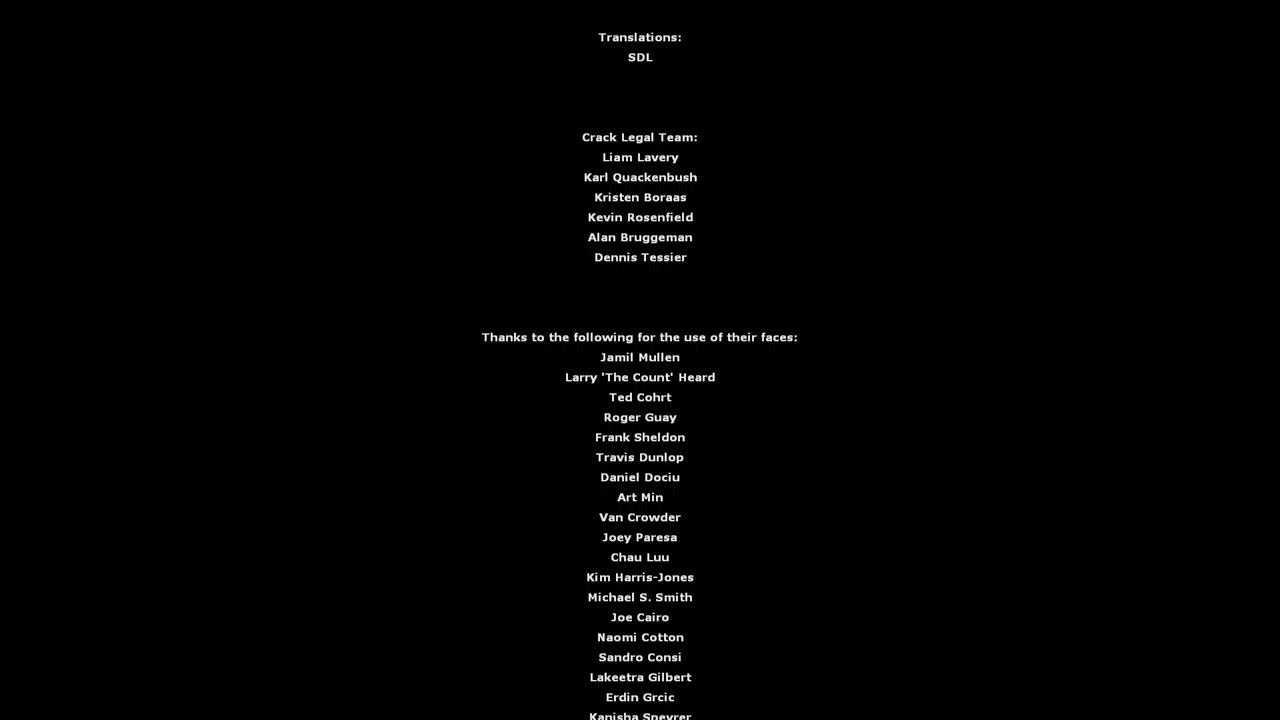 Translations:
SDL
Crack Legal Team:
Liam Lavery
Karl Quackenbush
Kristen Boraas
Kevin Rosenfield
Alan Bruggeman
Dennis Tessier
Thanks to the following for the use of their faces:
Jamil Mullen
Larry 'The Count' Heard
Ted Cohrt
Roger Guay
Frank Sheldon
Travis Dunlop
Daniel Dociu
Art Min
Van Crowder
Joey Paresa
Chau Luu
Kim Harris-Jones
Michael S. Smith
Joe Cairo
Naomi Cotton
Sandro Consi
Lakeetra Gilbert
Erdin Grcic
Kanisha